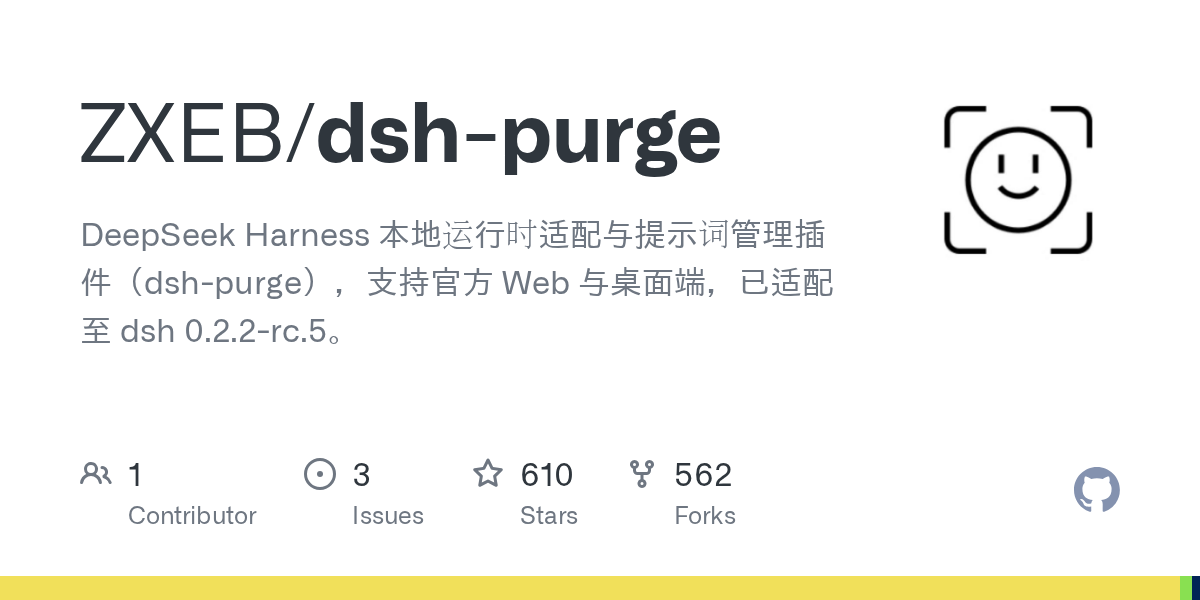 ZXEB/dsh-purge
DeepSeek Harness 本地运行时适配与提示词管理插
件（dsh-purge），支持官方 Web 与桌面端，已适配
至 dsh 0.2.2-rc.5。
1 3 610 562
Contributor Issues Stars Forks